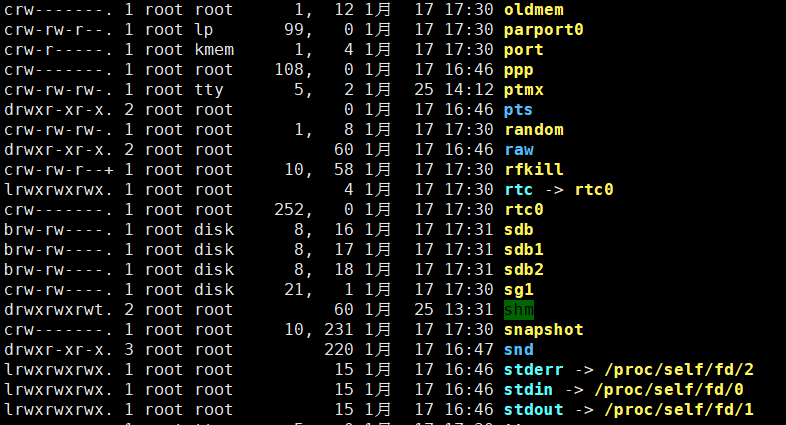 crw-------. 1 root root      1,  12 1月  17 17:30 oldmem
crw-rw-r--. 1 root lp       99,   0 1月  17 17:30 parport0
crw-r-----. 1 root kmem      1,   4 1月  17 17:30 port
crw-------. 1 root root    108,   0 1月  17 16:46 ppp
crw-rw-rw-. 1 root tty       5,   2 1月  25 14:12 ptmx
drwxr-xr-x. 2 root root           0 1月  17 16:46 pts
crw-rw-rw-. 1 root root      1,   8 1月  17 17:30 random
drwxr-xr-x. 2 root root          60 1月  17 16:46 raw
crw-rw-r--+ 1 root root     10,  58 1月  17 17:30 rfkill
lrwxrwxrwx. 1 root root           4 1月  17 17:30 rtc -> rtc0
crw-------. 1 root root    252,   0 1月  17 17:30 rtc0
brw-rw----. 1 root disk      8,  16 1月  17 17:31 sdb
brw-rw----. 1 root disk      8,  17 1月  17 17:31 sdb1
brw-rw----. 1 root disk      8,  18 1月  17 17:31 sdb2
crw-rw----. 1 root disk     21,   1 1月  17 17:30 sg1
drwxrwxrwt. 2 root root          60 1月  25 13:31 shm
crw-------. 1 root root     10, 231 1月  17 17:30 snapshot
drwxr-xr-x. 3 root root         220 1月  17 16:47 snd
lrwxrwxrwx. 1 root root          15 1月  17 16:46 stderr -> /proc/self/fd/2
lrwxrwxrwx. 1 root root          15 1月  17 16:46 stdin -> /proc/self/fd/0
lrwxrwxrwx. 1 root root          15 1月  17 16:46 stdout -> /proc/self/fd/1